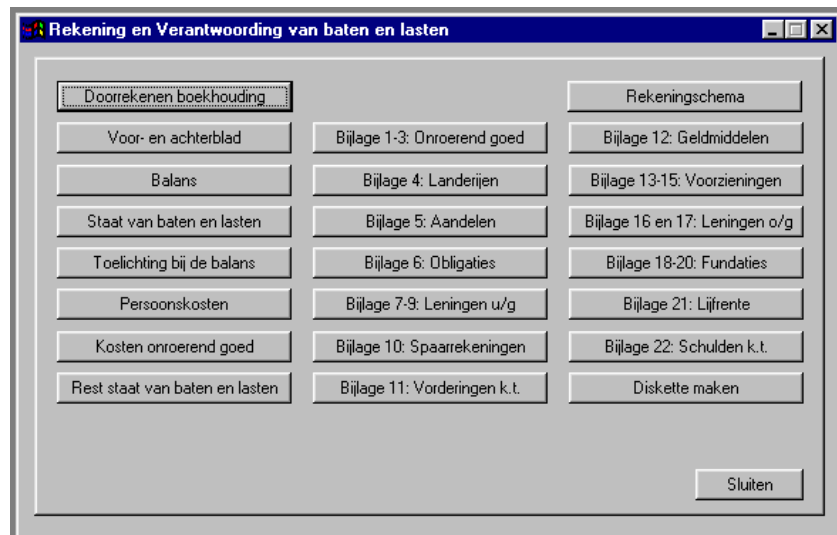 Rekening en Verantwoording van baten en lasten
Doorrekenen boekhouding
Rekeningschema
Voor- en achterblad
Bijlage 1-3: Onroerend goed
Bijlage 12: Geldmiddelen
Balans
Bijlage 4: Landerijen
Bijlage 13-15: Voorzieningen
Staat van baten en lasten
Bijlage 5: Aandelen
Bijlage 16 en 17: Leningen o/g
Toelichting bij de balans
Bijlage 6: Obligaties
Bijlage 18-20: Fundaties
Persoonskosten
Bijlage 7-9: Leningen u/g
Bijlage 21: Lijfrente
Kosten onroerend goed
Bijlage 10: Spaarrekeningen
Bijlage 22: Schulden k.t.
Rest staat van baten en lasten
Bijlage 11: Vorderingen k.t.
Diskette maken
Sluiten